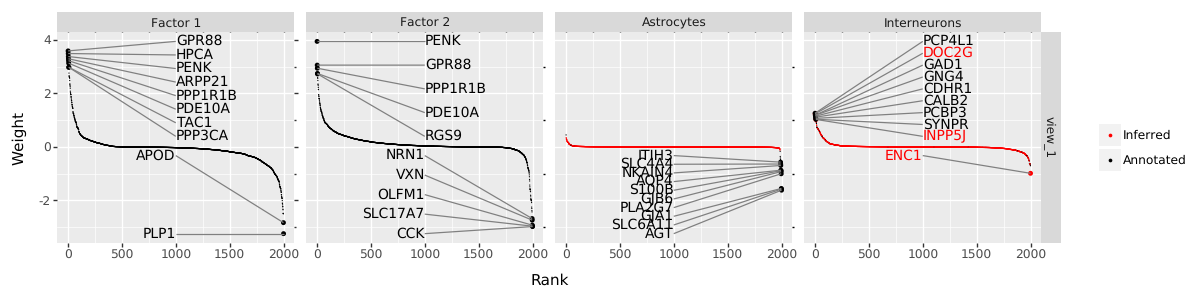 Factor 1
Factor 2
Astrocytes
Interneurons
Weight
4
2
0
-2
GPR88
HPCA
PENK
ARPP21
PPP1R1B
PDE10A
TAC1
PPP3CA
APOD
PLP1
PENK
GPR88
PPP1R1B
PDE10A
RGS9
NRN1
VXN
OLFM1
SLC17A7
CCK
ITIH3
SLC4A4
NKAIN4
AQP4
S100B
GJB6
PLA2G7
GJA1
SLC6A11
AGT
PCP4L1
DOC2G
GAD1
GNG4
CDHR1
CALB2
PCBP3
SYNPR
INPP5J
ENC1
view_1
Inferred
Annotated
0 500 1000 1500 2000
0 500 1000 1500 2000
0 500 1000 1500 2000
0 500 1000 1500 2000
Rank